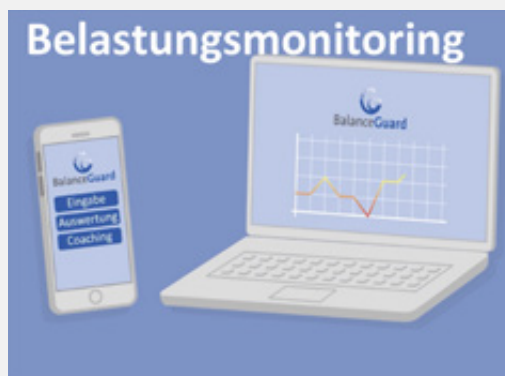 Belastungsmonitoring
BalanceGuard
Eingabe
Auswertung
Coaching
BalanceGuard